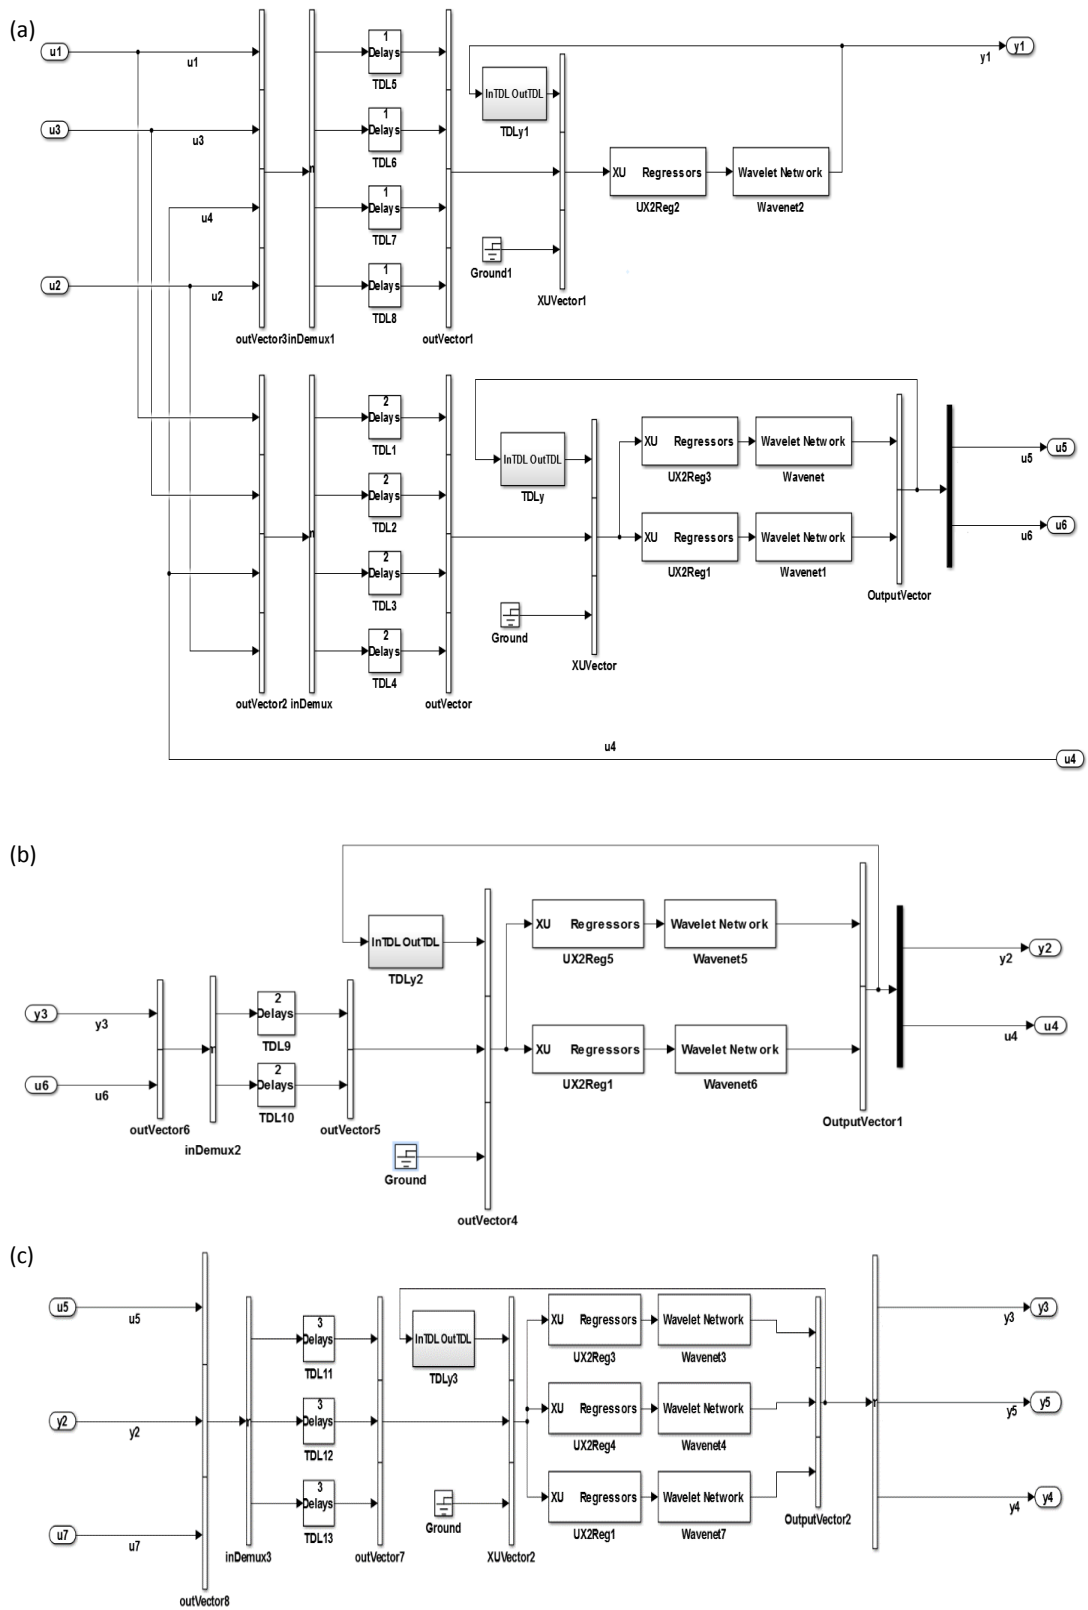 (a)
u1
u1
1
Delays
TDL5
InTDL OutTDL
TDLy1
y1
y1
u3
u3
1
Delays
TDL6
XU Regressors
UX2Reg2
Wavelet Network
Wavenet2
u4
1
Delays
TDL7
Ground1
u2
u2
1
Delays
TDL8
XUVector1
outVector3
inDemux1
outVector1
2
Delays
TDL1
InTDL OutTDL
TDLy
XU Regressors
UX2Reg3
Wavelet Network
Wavenet
u5
u5
2
Delays
TDL2
XU Regressors
UX2Reg1
Wavelet Network
Wavenet1
u6
u6
2
Delays
TDL3
OutputVector
Ground
2
Delays
TDL4
XUVector
outVector2
inDemux
outVector
u4
u4
(b)
InTDL OutTDL
TDLy2
XU Regressors
UX2Reg5
Wavelet Network
Wavenet5
y2
y2
y3
y3
2
Delays
TDL9
u4
u4
XU Regressors
UX2Reg1
Wavelet Network
Wavenet6
u6
u6
2
Delays
TDL10
outVector6
inDemux2
outVector5
OutputVector1
Ground
outVector4
(c)
u5
u5
3
Delays
TDL11
InTDL OutTDL
TDLy3
XU Regressors
UX2Reg3
Wavelet Network
Wavenet3
y3
y3
y2
y2
3
Delays
TDL12
XU Regressors
UX2Reg4
Wavelet Network
Wavenet4
y5
y5
u7
u7
3
Delays
TDL13
Ground
XU Regressors
UX2Reg1
Wavelet Network
Wavenet7
y4
y4
OutputVector2
inDemux3
outVector7
XUVector2
outVector8